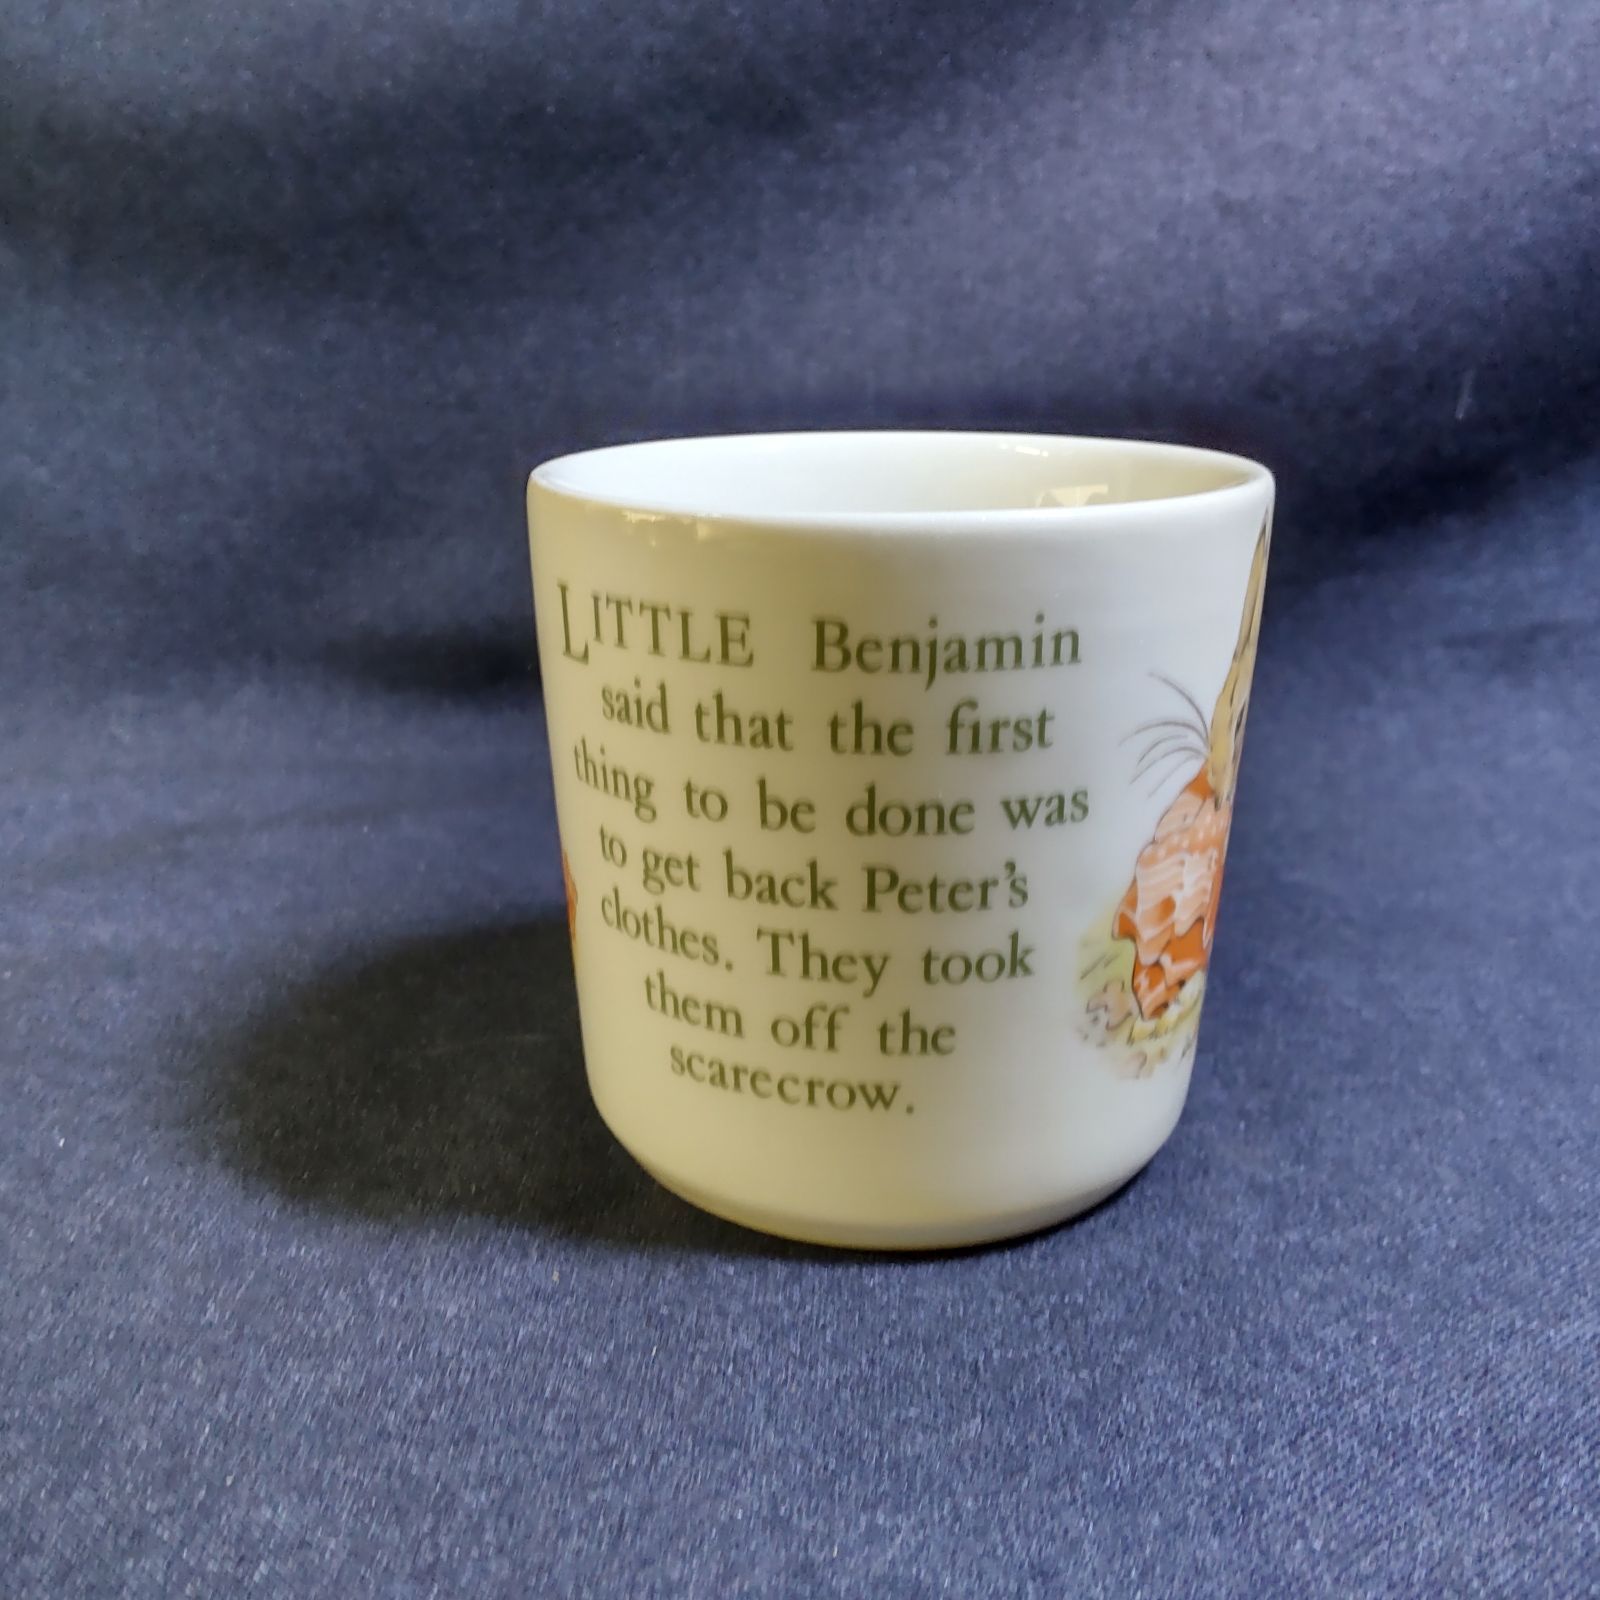 LITTLE Benjamin
said that the first
thing to be done was
to get back Peter's
clothes. They took
them off the
scarecrow.